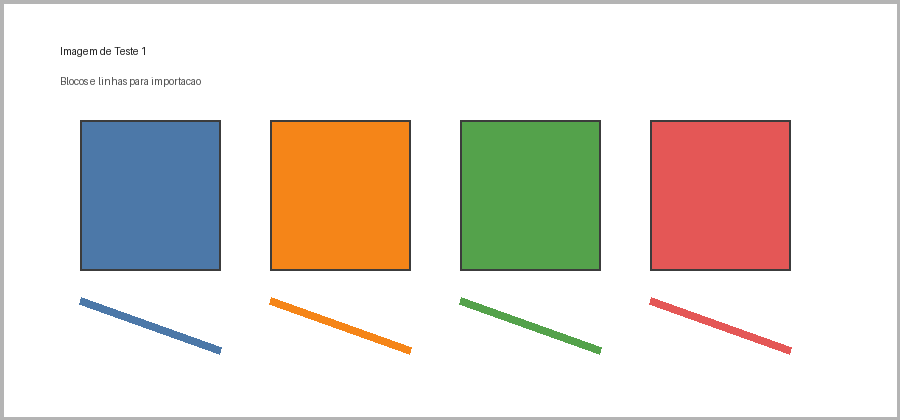 Imagem de Teste 1
Blocos e linhas para importacao